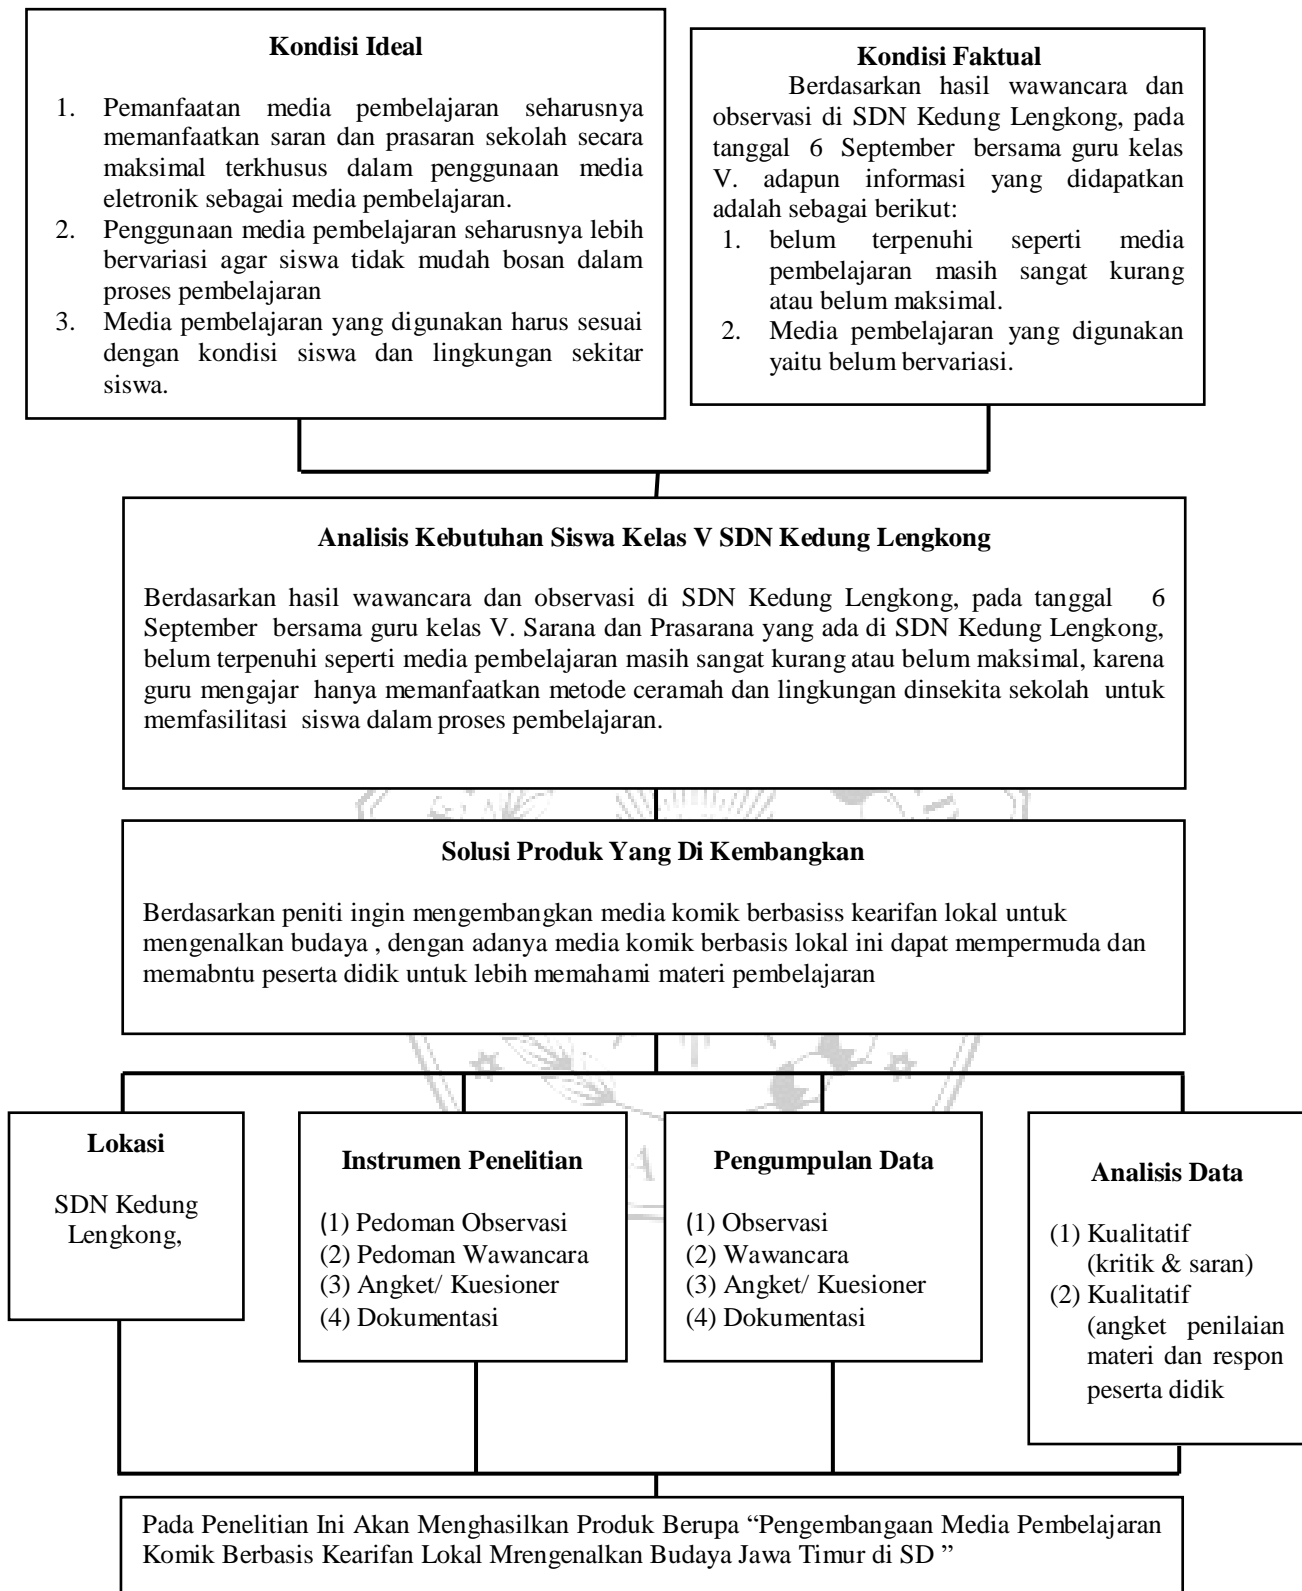 Kondisi Ideal
1. Pemanfaatan media pembelajaran seharusnya
memanfaatkan saran dan prasaran sekolah secara
maksimal terkhusus dalam penggunaan media
eletronik sebagai media pembelajaran.
2. Penggunaan media pembelajaran seharusnya lebih
bervariasi agar siswa tidak mudah bosan dalam
proses pembelajaran
3. Media pembelajaran yang digunakan harus sesuai
dengan kondisi siswa dan lingkungan sekitar
siswa.
Kondisi Faktual
Berdasarkan hasil wawancara dan
observasi di SDN Kedung Lengkong, pada
tanggal 6 September bersama guru kelas
V. adapun informasi yang didapatkan
adalah sebagai berikut:
1. belum terpenuhi seperti media
pembelajaran masih sangat kurang
atau belum maksimal.
2. Media pembelajaran yang digunakan
yaitu belum bervariasi.
Analisis Kebutuhan Siswa Kelas V SDN Kedung Lengkong
Berdasarkan hasil wawancara dan observasi di SDN Kedung Lengkong, pada tanggal 6
September bersama guru kelas V. Sarana dan Prasarana yang ada di SDN Kedung Lengkong,
belum terpenuhi seperti media pembelajaran masih sangat kurang atau belum maksimal, karena
guru mengajar hanya memanfaatkan metode ceramah dan lingkungan dinsekita sekolah untuk
memfasilitasi siswa dalam proses pembelajaran.
Solusi Produk Yang Di Kembangkan
Berdasarkan peniti ingin mengembangkan media komik berbasiss kearifan lokal untuk
mengenalkan budaya , dengan adanya media komik berbasis lokal ini dapat mempermuda dan
memabntu peserta didik untuk lebih memahami materi pembelajaran
Lokasi
SDN Kedung
Lengkong,
Instrumen Penelitian
(1) Pedoman Observasi
(2) Pedoman Wawancara
(3) Angket/ Kuesioner
(4) Dokumentasi
Pengumpulan Data
(1) Observasi
(2) Wawancara
(3) Angket/ Kuesioner
(4) Dokumentasi
Analisis Data
(1) Kualitatif
(kritik & saran)
(2) Kualitatif
(angket penilaian
materi dan respon
peserta didik
Pada Penelitian Ini Akan Menghasilkan Produk Berupa “Pengembangaan Media Pembelajaran
Komik Berbasis Kearifan Lokal Mrengenalkan Budaya Jawa Timur di SD ”